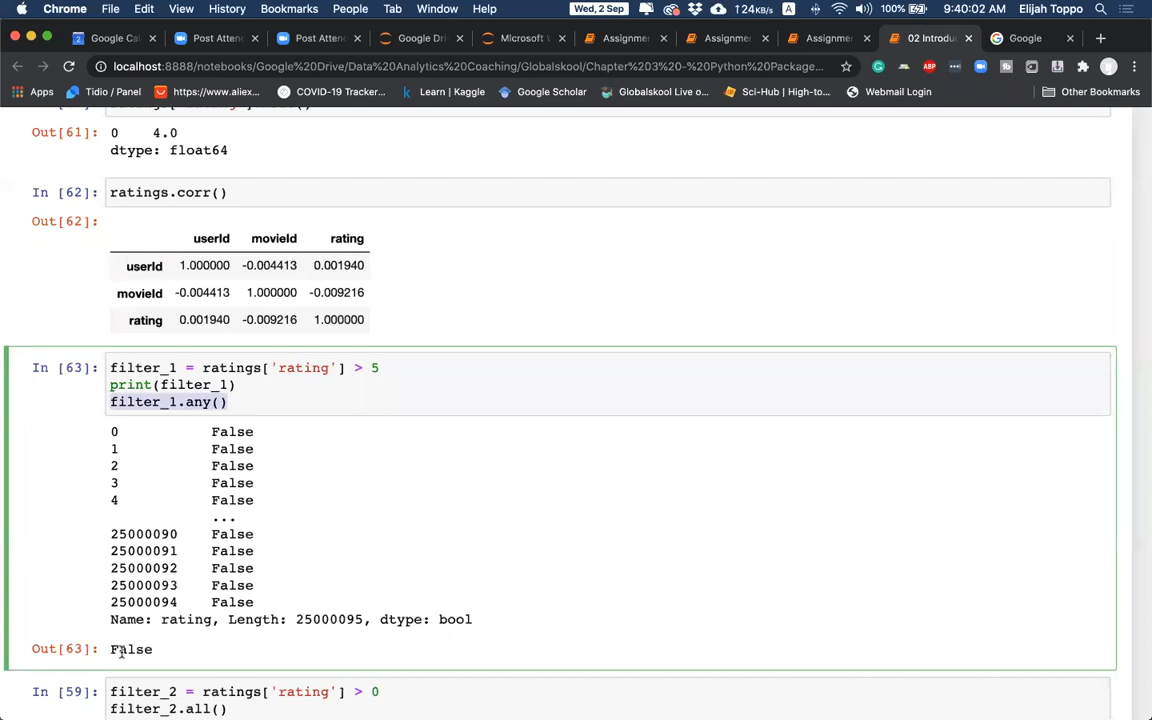 Chrome File Edit View History Bookmarks People Tab Window Help Wed, 2 Sep 24KB/s A 100% 9:40:02 AM Elijah Toppo
Google Ca Post Atten Post Atten Google Dri Microsoft Assignme Assignme Assignme 02 Introdu Google
localhost:8888/notebooks/Google%20Drive/Data%20Analytics%20Coaching/Globalskool/Chapter%203%20-%20Python%20Package... ABP
Apps Tidio / Panel https://www.aliex... COVID-19 Tracker... Learn | Kaggle Google Scholar Globalskool Live o... Sci-Hub | High-to... Webmail Login Other Bookmarks
Out[61]: 0 4.0
dtype: float64
In [62]: ratings.corr()
Out[62]:
userId movieId rating
userId 1.000000 -0.004413 0.001940
movieId -0.004413 1.000000 -0.009216
rating 0.001940 -0.009216 1.000000
In [63]: filter_1 = ratings['rating'] > 5
print(filter_1)
filter_1.any()
0 False
1 False
2 False
3 False
4 False
...
25000090 False
25000091 False
25000092 False
25000093 False
25000094 False
Name: rating, Length: 25000095, dtype: bool
Out[63]: False
In [59]: filter_2 = ratings['rating'] > 0
filter_2.all()